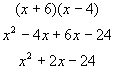 (x + 6)(x − 4)
x² − 4x + 6x − 24
x² + 2x − 24